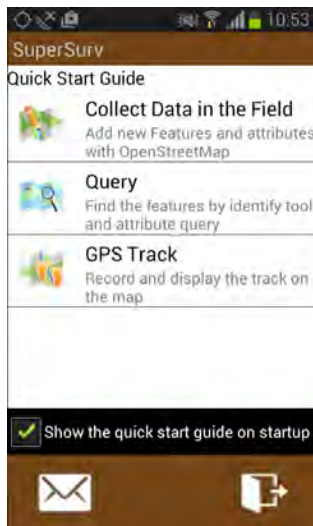 10:53
SuperSurv
Quick Start Guide
Collect Data in the Field
Add new Features and attributes
with OpenStreetMap
Query
Find the features by identify tool
and attribute query
GPS Track
Record and display the track on
the map
Show the quick start guide on startup